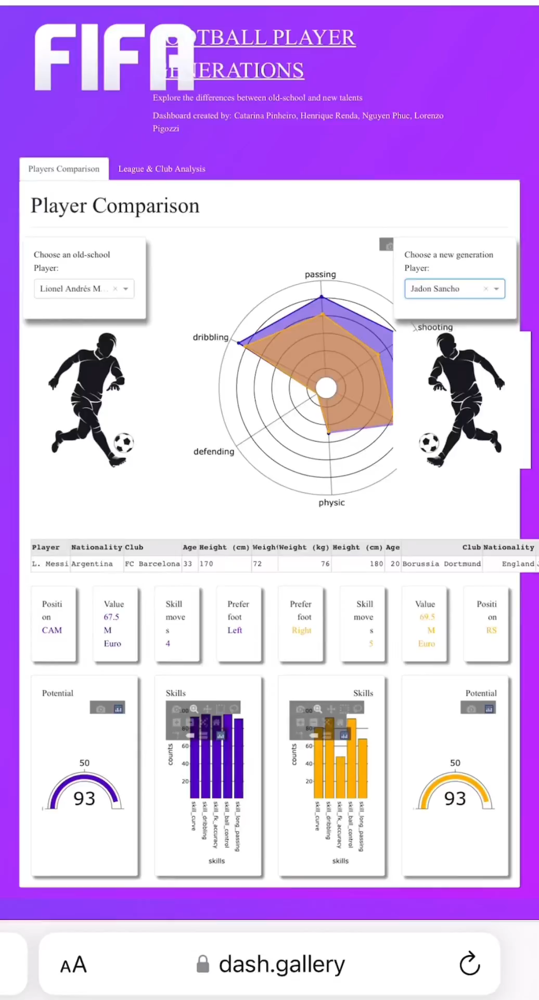 FIFA
FOOTBALL PLAYER
GENERATIONS
Explore the differences between old-school and new talents
Dashboard created by: Catarina Pinheiro, Henrique Renda, Nguyen Phuc, Lorenzo
Pigozzi
Players Comparison League & Club Analysis
Player Comparison
Choose an old-school
Player:
Lionel Andrés M...
Choose a new generation
Player:
Jadon Sancho
passing
shooting
dribbling
defending
physic
Player Nationality Club Age Height (cm) Weigh Weight (kg) Height (cm) Age Club Nationality
L. Messi Argentina FC Barcelona 33 170 72 76 180 20 Borussia Dortmund England
Positi
on
CAM
Value
67.5
M
Euro
Skill
move
s
4
Prefer
foot
Left
Prefer
foot
Right
Skill
move
s
5
Value
69.5
M
Euro
Positi
on
RS
Potential
50
93
Skills
100
80
60
40
20
counts
skill_curve
skill_dribbling
skill_fk_accuracy
skill_ball_control
skill_long_passing
skills
Skills
100
80
60
40
20
counts
skill_curve
skill_dribbling
skill_fk_accuracy
skill_ball_control
skill_long_passing
skills
Potential
50
93
AA dash.gallery